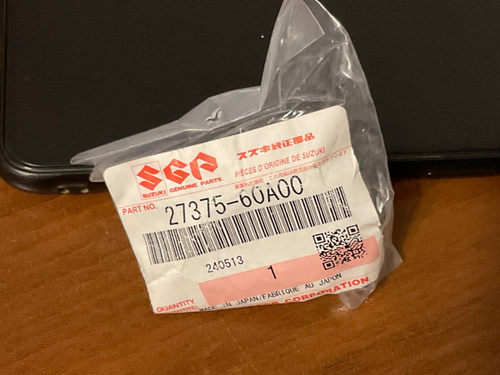 スズキ純正部品
SGP
PIECES D'ORIGINE DE SUZUKI
SUZUKI GENUINE PARTS
PART NO. 27375-60A00
240513
1
QUANTITY
MADE IN JAPAN/FABRIQUE AU JAPON
CORPORATION